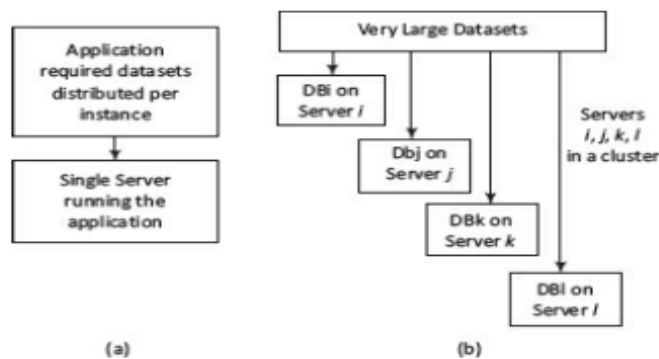 Application
required datasets
distributed per
instance
Single Server
running the
application
(a)
Very Large Datasets
DBi on
Server i
Dbj on
Server j
DBk on
Server k
DBl on
Server l
Servers
i, j, k, l
in a cluster
(b)